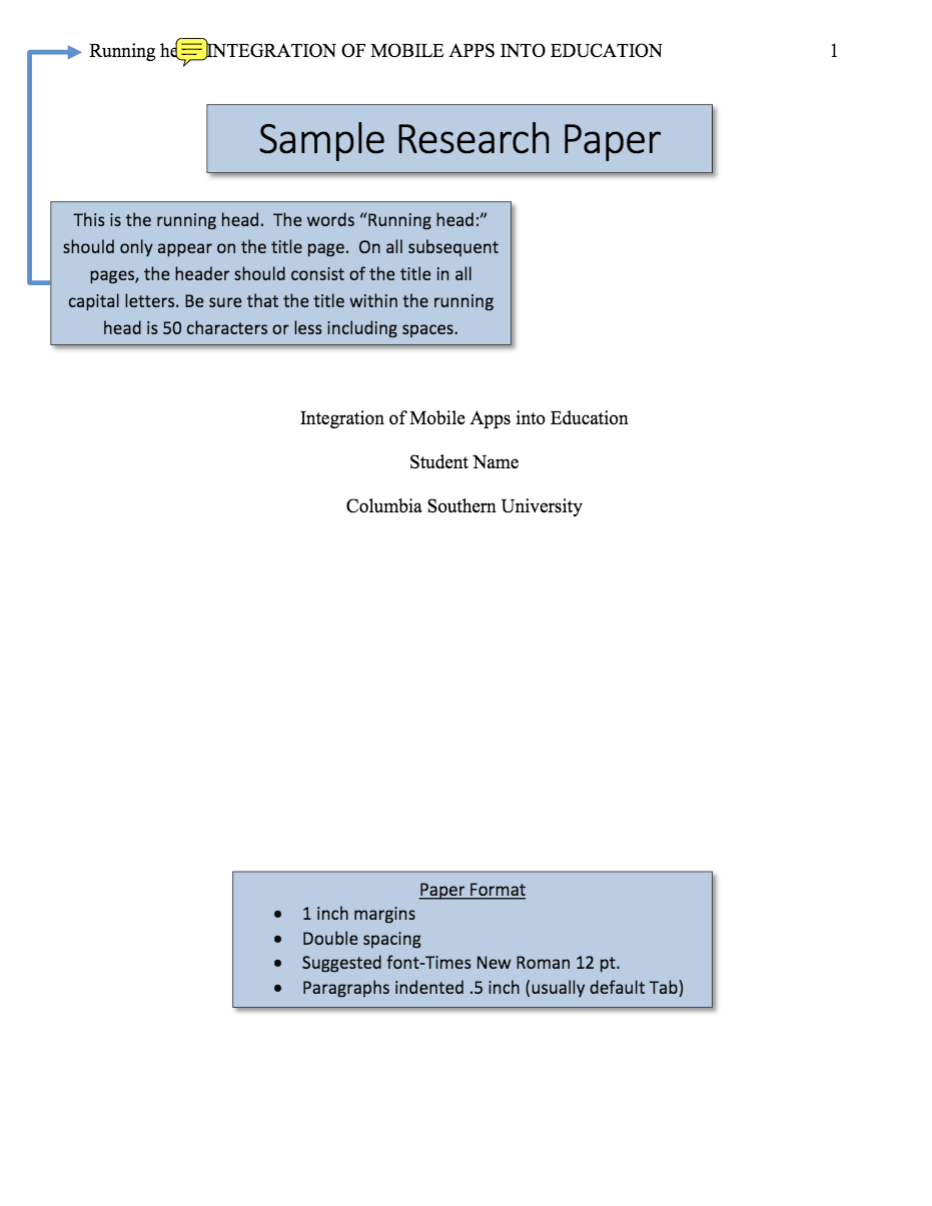 Running he INTEGRATION OF MOBILE APPS INTO EDUCATION 1
Sample Research Paper
This is the running head.  The words “Running head:”
should only appear on the title page.  On all subsequent
pages, the header should consist of the title in all
capital letters. Be sure that the title within the running
head is 50 characters or less including spaces.
Integration of Mobile Apps into Education
Student Name
Columbia Southern University
Paper Format
• 1 inch margins
• Double spacing
• Suggested font-Times New Roman 12 pt.
• Paragraphs indented .5 inch (usually default Tab)